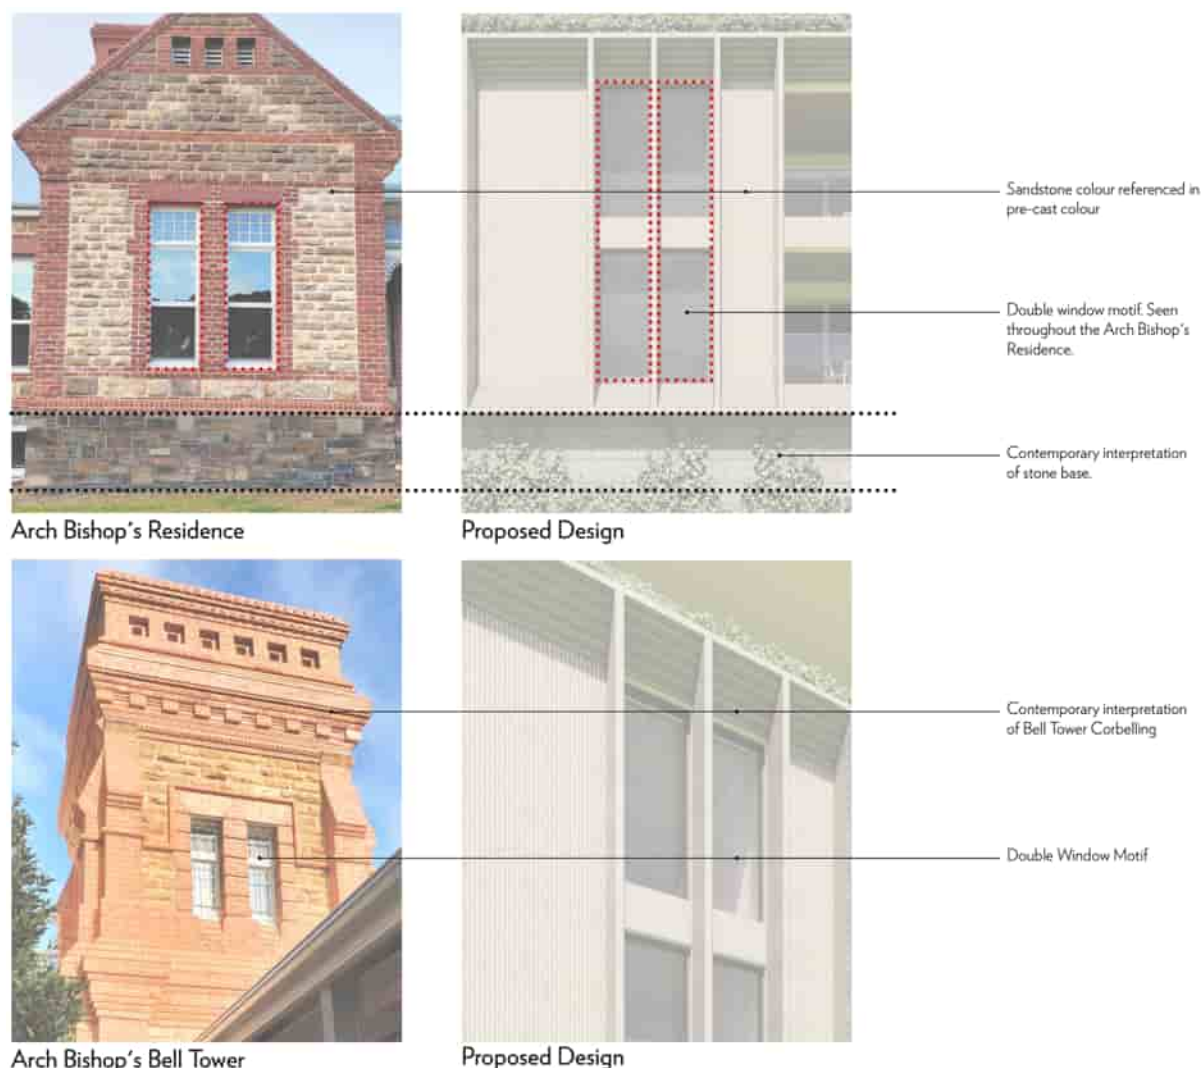 Sandstone colour referenced in
pre-cast colour
Double window motif. Seen
throughout the Arch Bishop's
Residence.
Contemporary interpretation
of stone base.
Arch Bishop's Residence
Proposed Design
Contemporary interpretation
of Bell Tower Corbelling
Double Window Motif
Arch Bishop's Bell Tower
Proposed Design